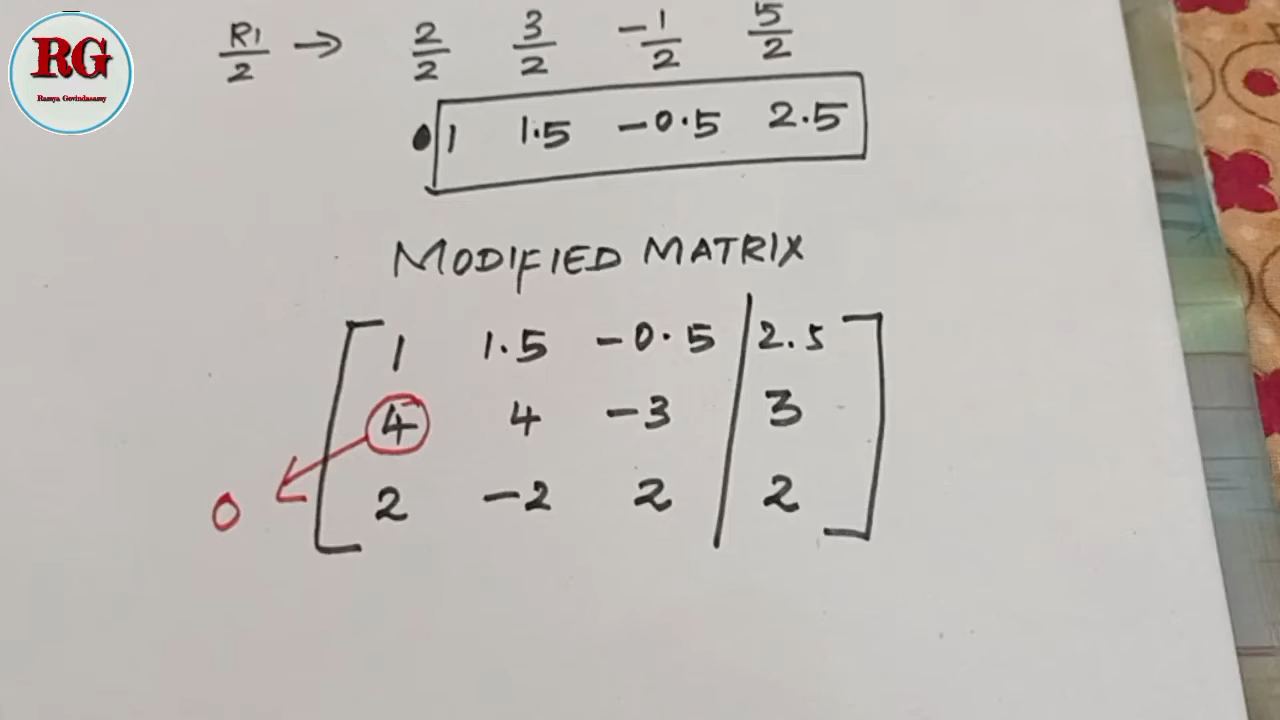 RG
Ramya Govindasamy
R1/2 → 2/2 3/2 -1/2 5/2
1 1.5 -0.5 2.5
MODIFIED MATRIX
1 1.5 -0.5 2.5
4 4 -3 3
0 2 -2 2 2